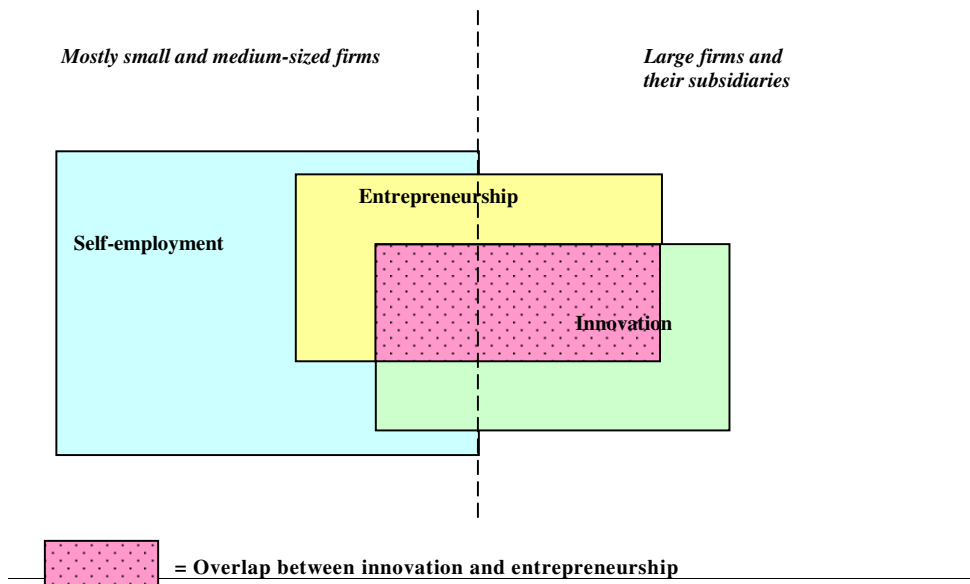 Mostly small and medium-sized firms
Large firms and
their subsidiaries
Entrepreneurship
Self-employment
Innovation
= Overlap between innovation and entrepreneurship